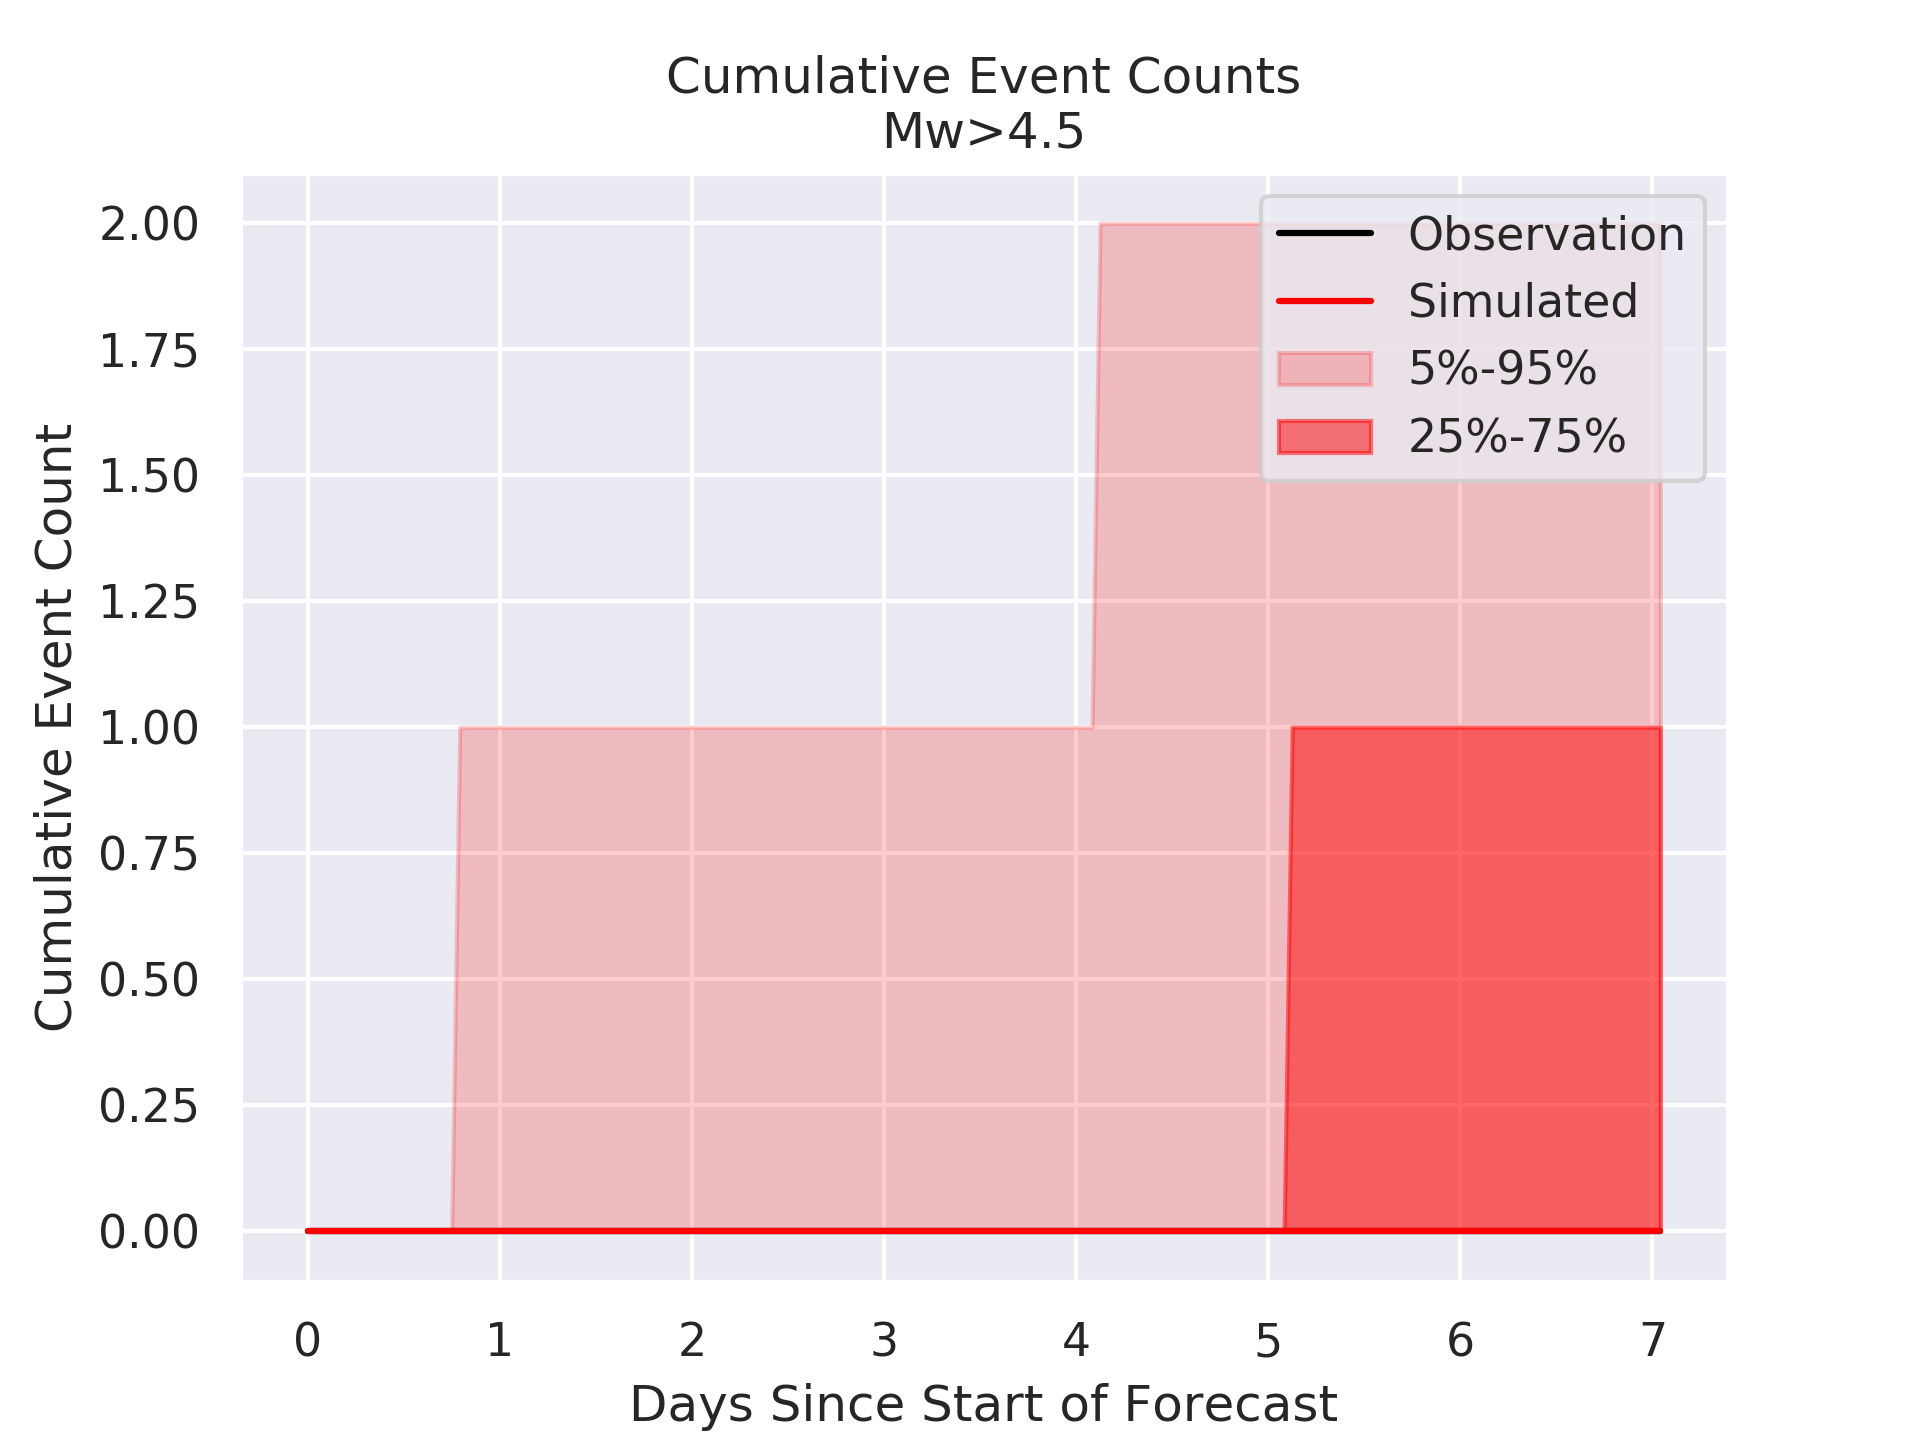 Cumulative Event Counts
Mw>4.5
Cumulative Event Count
2.00
1.75
1.50
1.25
1.00
0.75
0.50
0.25
0.00
Observation
Simulated
5%-95%
25%-75%
0 1 2 3 4 5 6 7
Days Since Start of Forecast